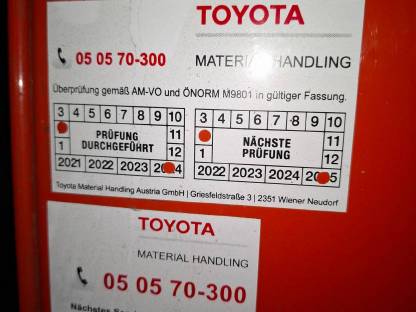 TOYOTA
05 05 70-300
MATERIAL HANDLING
Überprüfung gemäß AM-VO und ÖNORM M9801 in gültiger Fassung.
3 4 5 6 7 8 9 10
PRÜFUNG 11
1 DURCHGEFÜHRT 12
2021 2022 2023
3 4 5 6 7 8 9 10
NÄCHSTE 11
1 PRÜFUNG 12
2022 2023 2024
Toyota Material Handling Austria GmbH | Griesfeldstraße 3 | 2351 Wiener Neudorf
TOYOTA
MATERIAL HANDLING
05 05 70-300